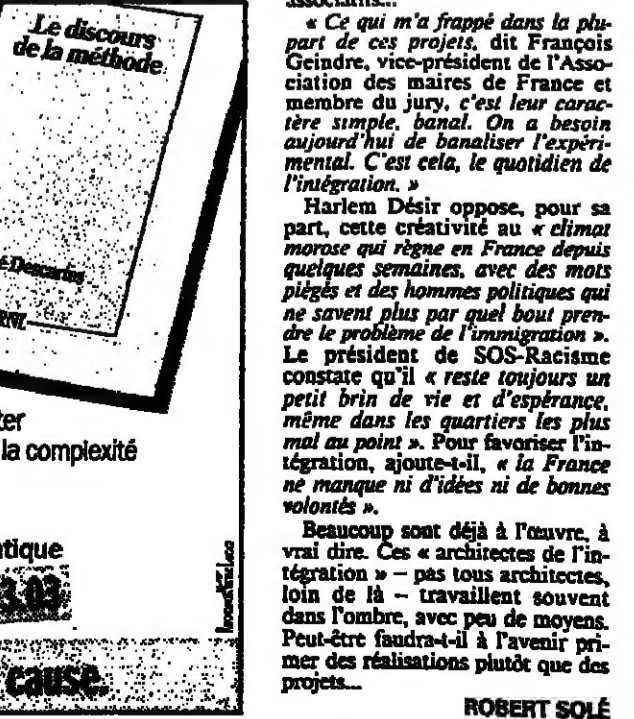 Le discours
de la méthode
Descartes
la complexité
tique
3.03
cause.
« Ce qui m'a frappé dans la plu-
part de ces projets, dit François
Geindre, vice-président de l'Asso-
ciation des maires de France et
membre du jury, c'est leur carac-
tère simple, banal. On a besoin
aujourd'hui de banaliser l'expéri-
mental. C'est cela, le quotidien de
l'intégration. »
Harlem Désir oppose, pour sa
part, cette créativité au « climat
morose qui règne en France depuis
quelques semaines, avec des mots
piégés et des hommes politiques qui
ne savent plus par quel bout pren-
dre le problème de l'immigration ».
Le président de SOS-Racisme
constate qu'il « reste toujours un
petit brin de vie et d'espérance,
même dans les quartiers les plus
mal au point ». Pour favoriser l'in-
tégration, ajoute-t-il, « la France
ne manque ni d'idées ni de bonnes
volontés ».
Beaucoup sont déjà à l'œuvre, à
vrai dire. Ces « architectes de l'in-
tégration » – pas tous architectes,
loin de là – travaillent souvent
dans l'ombre, avec peu de moyens.
Peut-être faudra-t-il à l'avenir pri-
mer des réalisations plutôt que des
projets...
ROBERT SOLÉ